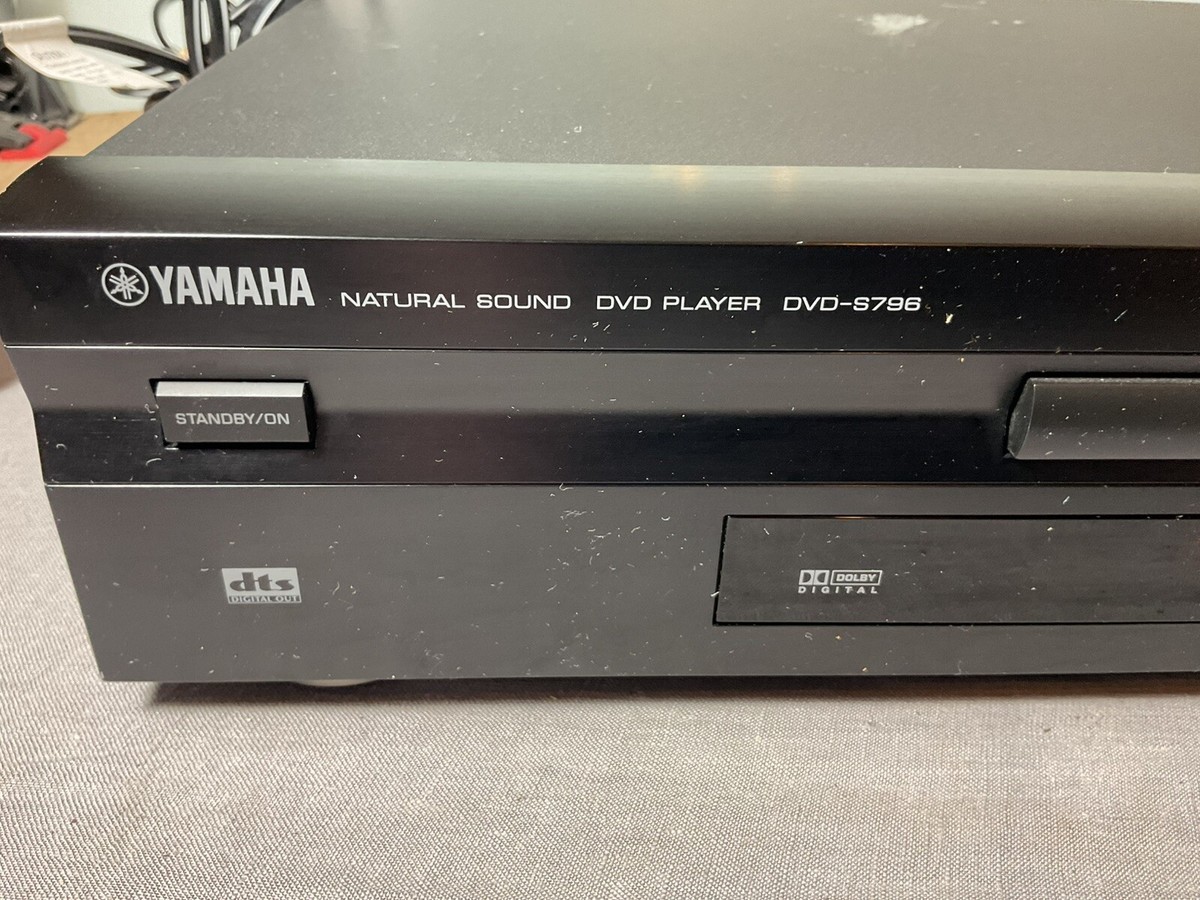 YAMAHA NATURAL SOUND DVD PLAYER DVD-S796
STANDBY/ON
dts
DIGITAL OUT
DOLBY
DIGITAL